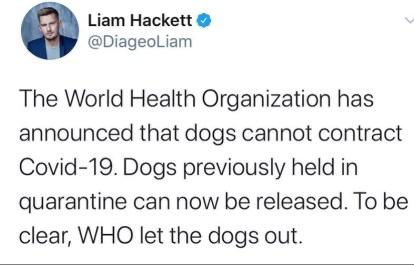 Liam Hackett
@DiageoLiam
The World Health Organization has
announced that dogs cannot contract
Covid-19. Dogs previously held in
quarantine can now be released. To be
clear, WHO let the dogs out.